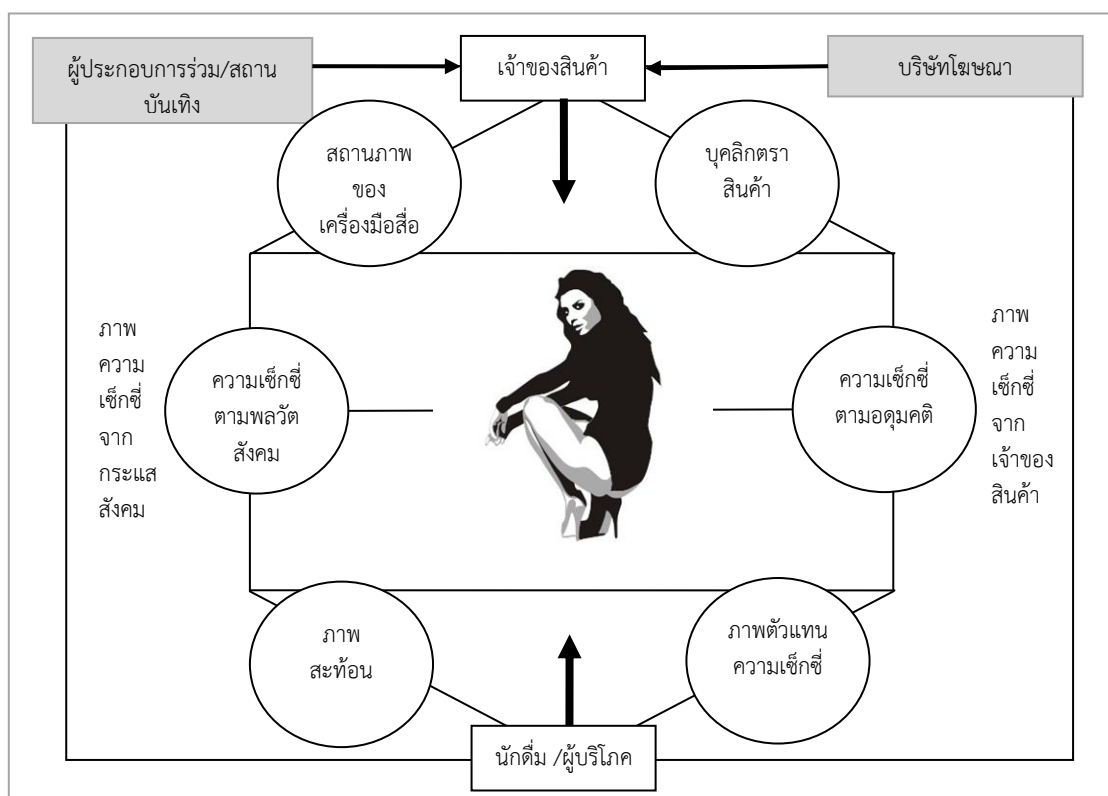 ผู้ประกอบการร่วม/สถาน
บันเทิง
เจ้าของสินค้า
บริษัทโฆษณา
สถานภาพ
ของ
เครื่องมือสื่อ
บุคลิกตรา
สินค้า
ภาพ
ความ
เซ็กซี่
จาก
กระแส
สังคม
ความเซ็กซี่
ตามพลวัต
สังคม
ความเซ็กซี่
ตามอดุมคติ
ภาพ
ความ
เซ็กซี่
จาก
เจ้าของ
สินค้า
ภาพ
สะท้อน
ภาพตัวแทน
ความเซ็กซี่
นักดื่ม /ผู้บริโภค